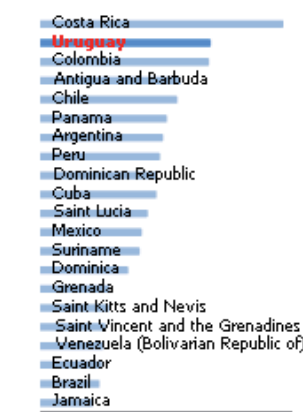 Costa Rica
Uruguay
Colombia
Antigua and Barbuda
Chile
Panama
Argentina
Peru
Dominican Republic
Cuba
Saint Lucia
Mexico
Suriname
Dominica
Grenada
Saint Kitts and Nevis
Saint Vincent and the Grenadines
Venezuela (Bolivarian Republic of)
Ecuador
Brazil
Jamaica